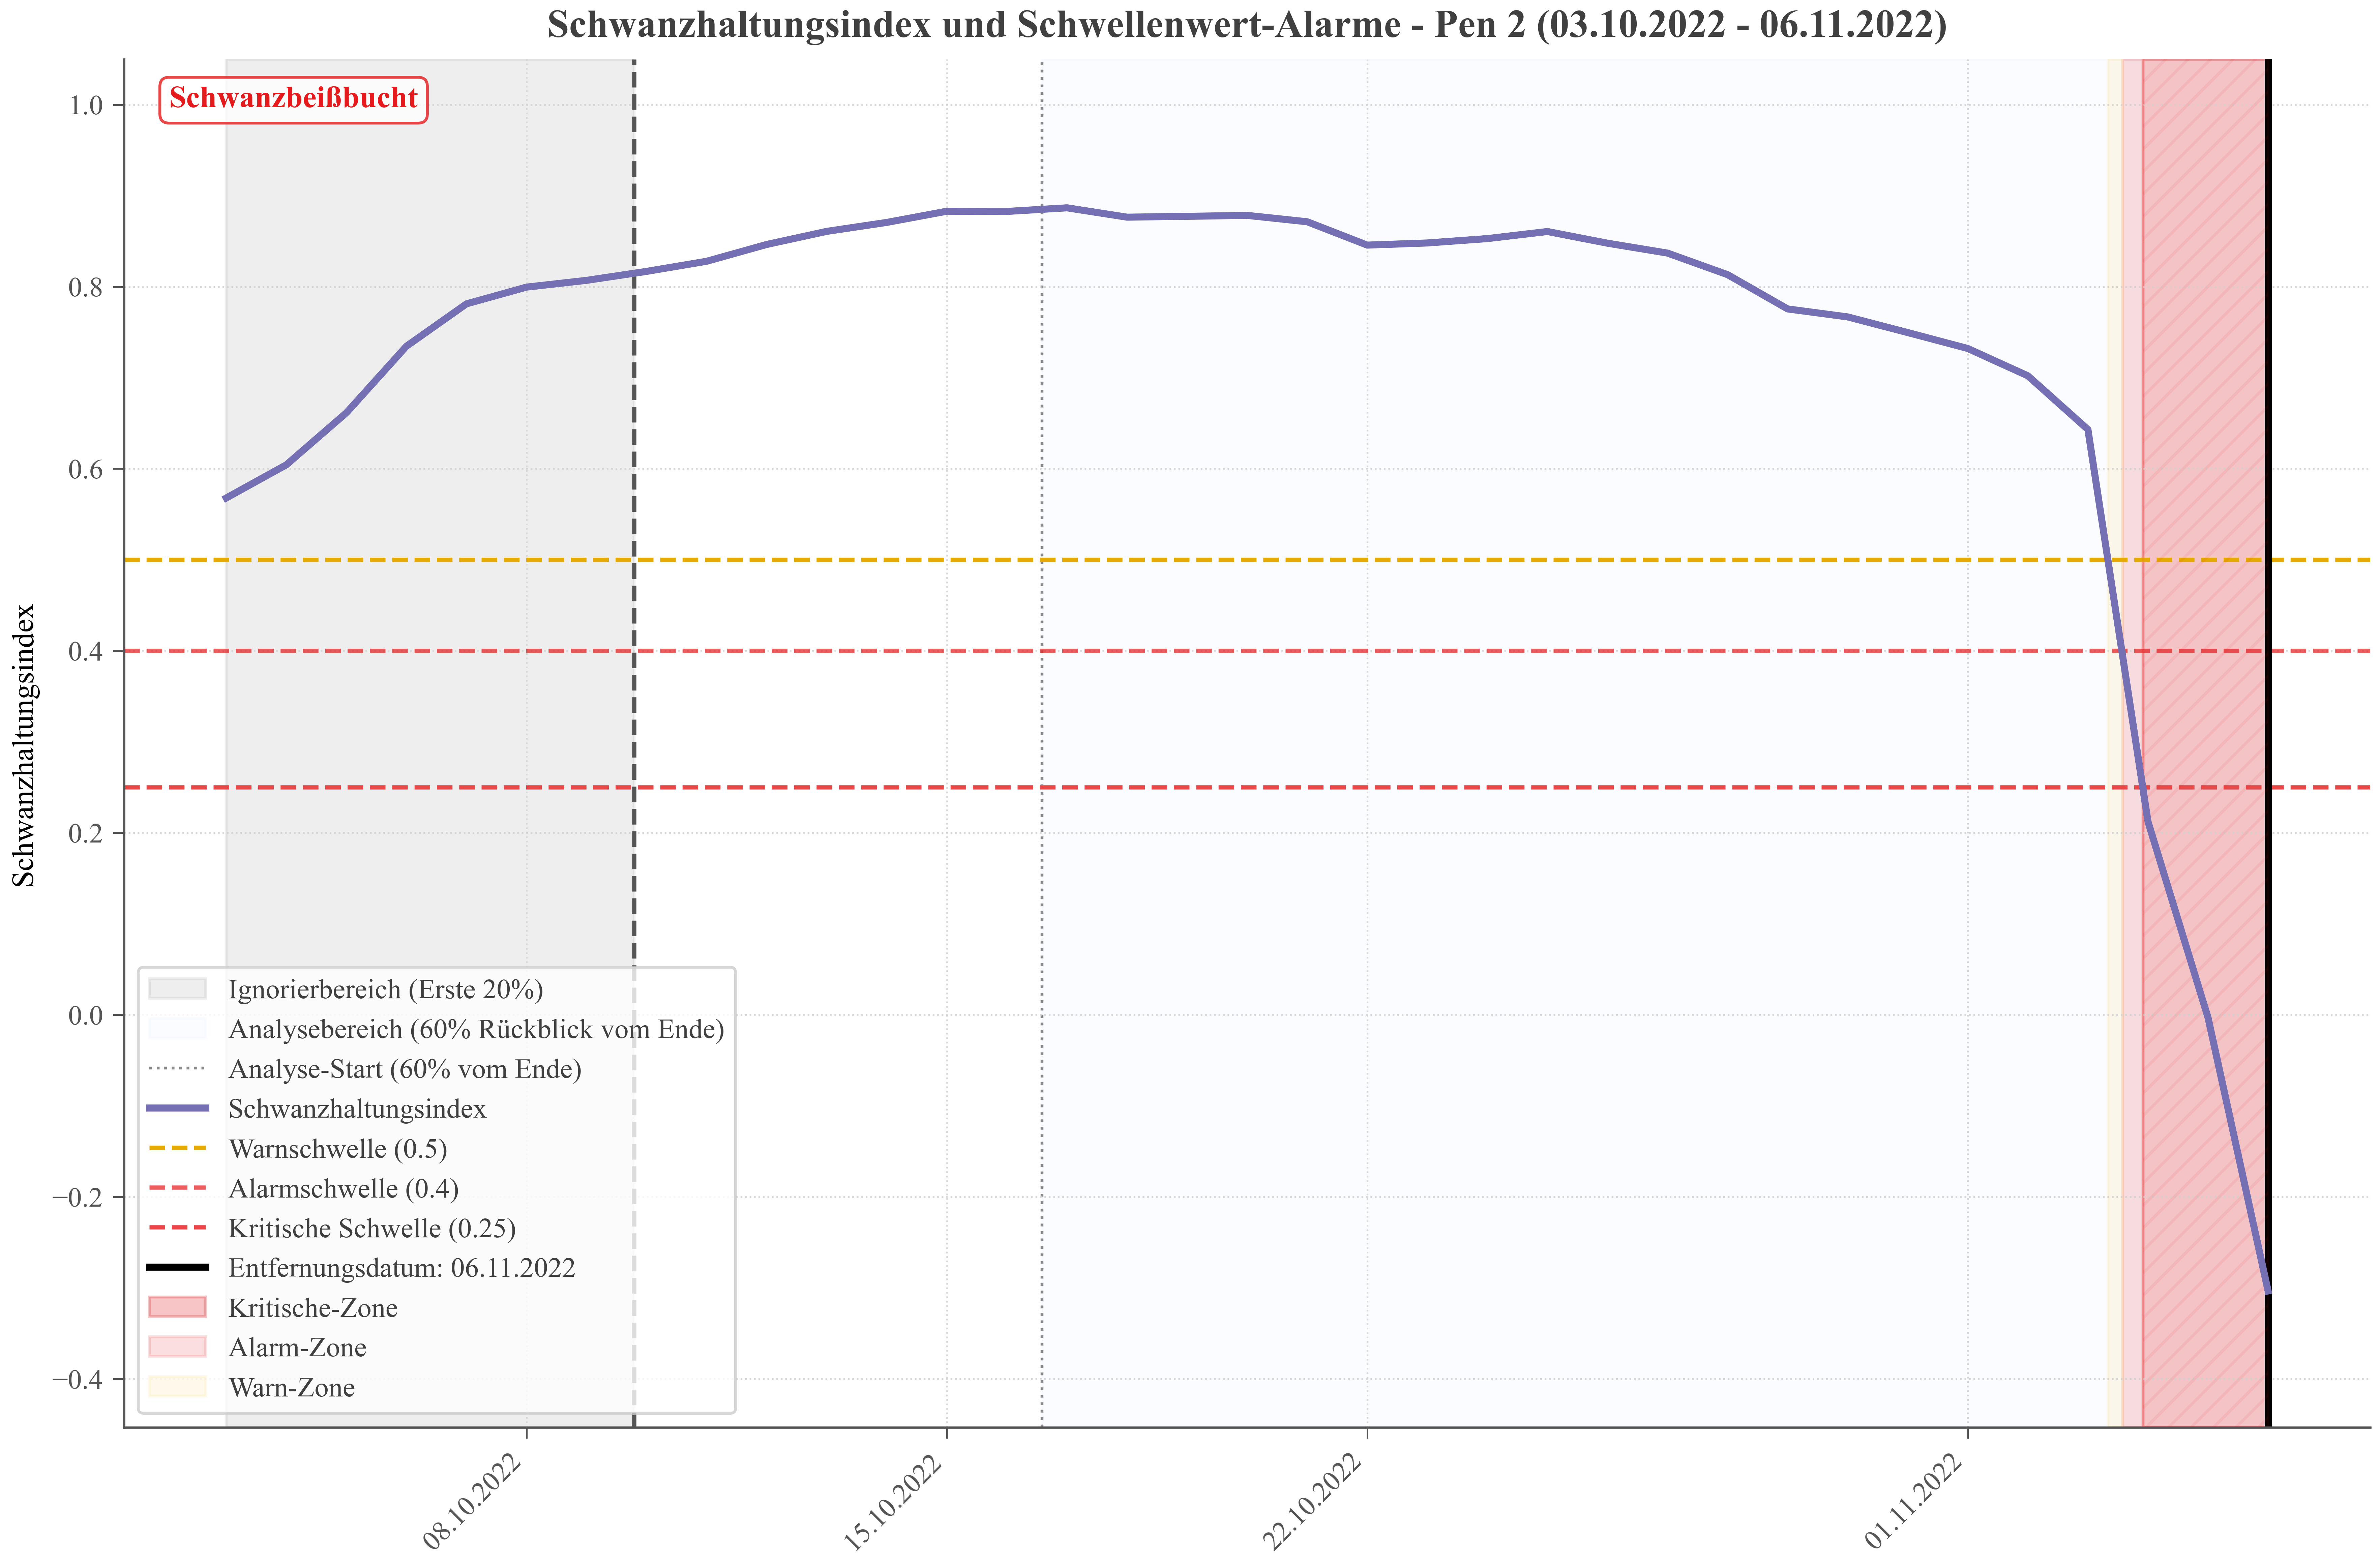 Schwanzhaltungsindex und Schwellenwert-Alarme - Pen 2 (03.10.2022 - 06.11.2022)
Schwanzbeißbucht
1.0
0.8
0.6
0.4
0.2
0.0
−0.2
−0.4
Schwanzhaltungsindex
Ignorierbereich (Erste 20%)
Analysebereich (60% Rückblick vom Ende)
Analyse-Start (60% vom Ende)
Schwanzhaltungsindex
Warnschwelle (0.5)
Alarmschwelle (0.4)
Kritische Schwelle (0.25)
Entfernungsdatum: 06.11.2022
Kritische-Zone
Alarm-Zone
Warn-Zone
08.10.2022
15.10.2022
22.10.2022
01.11.2022